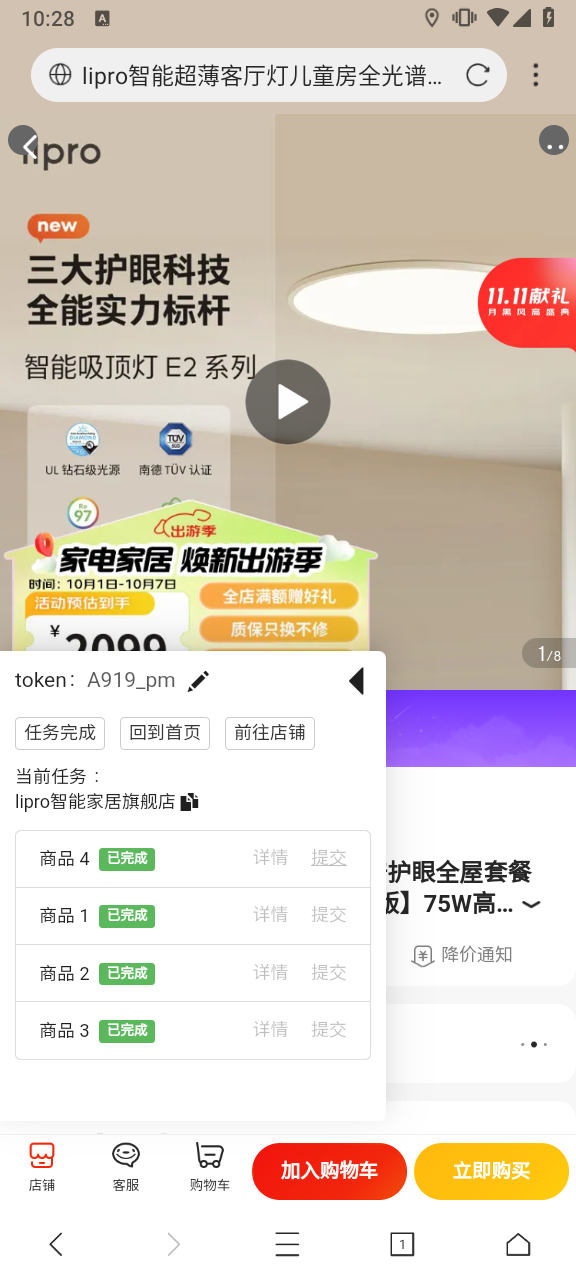 10:28
A
lipro智能超薄客厅灯儿童房全光谱…
lipro
new
三大护眼科技
全能实力标杆
智能吸顶灯 E2 系列
11.11献礼
月黑风高盛典
UL 钻石级光源
南德 TÜV 认证
DIAMOND
TÜV
SÜD
Ra
97
出游季
家电家居 焕新出游季
时间：10月1日-10月7日
活动预估到手
全店满额赠好礼
¥
2099
质保只换不修
1/8
token： A919_pm
任务完成
回到首页
前往店铺
当前任务：
lipro智能家居旗舰店
商品 4 已完成 详情 提交
商品 1 已完成 详情 提交
商品 2 已完成 详情 提交
商品 3 已完成 详情 提交
护眼全屋套餐
版】75W高...
降价通知
店铺
客服
购物车
加入购物车
立即购买
1